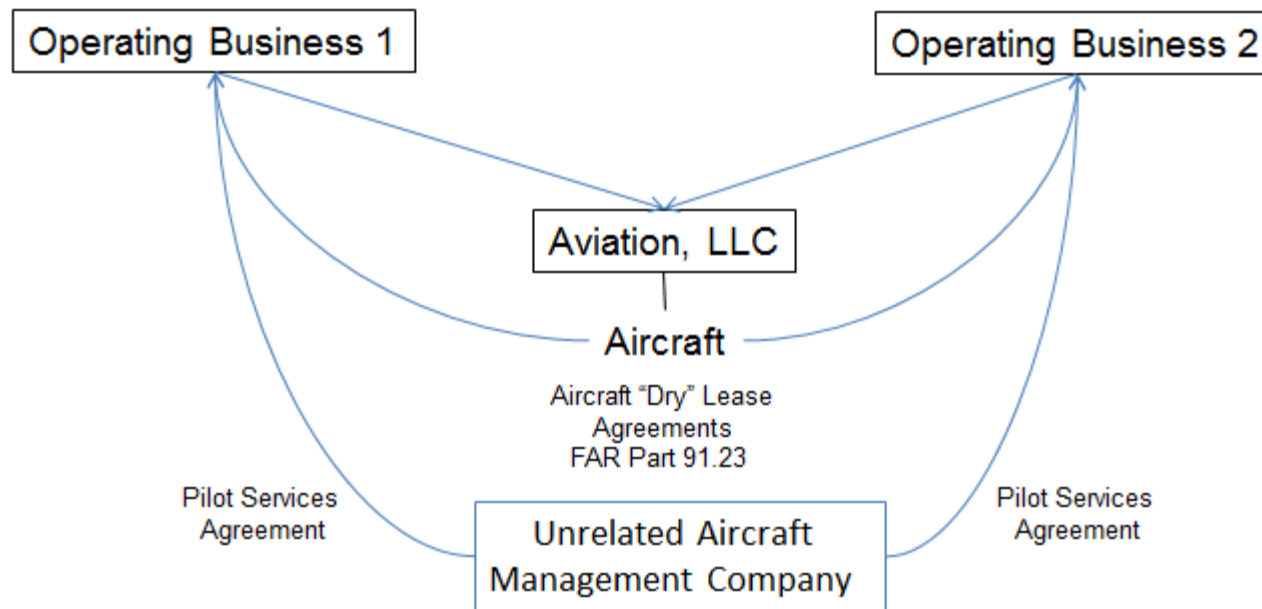 Operating Business 1
Operating Business 2
Aviation, LLC
Aircraft
Aircraft “Dry” Lease
Agreements
FAR Part 91.23
Pilot Services
Agreement
Unrelated Aircraft
Management Company
Pilot Services
Agreement